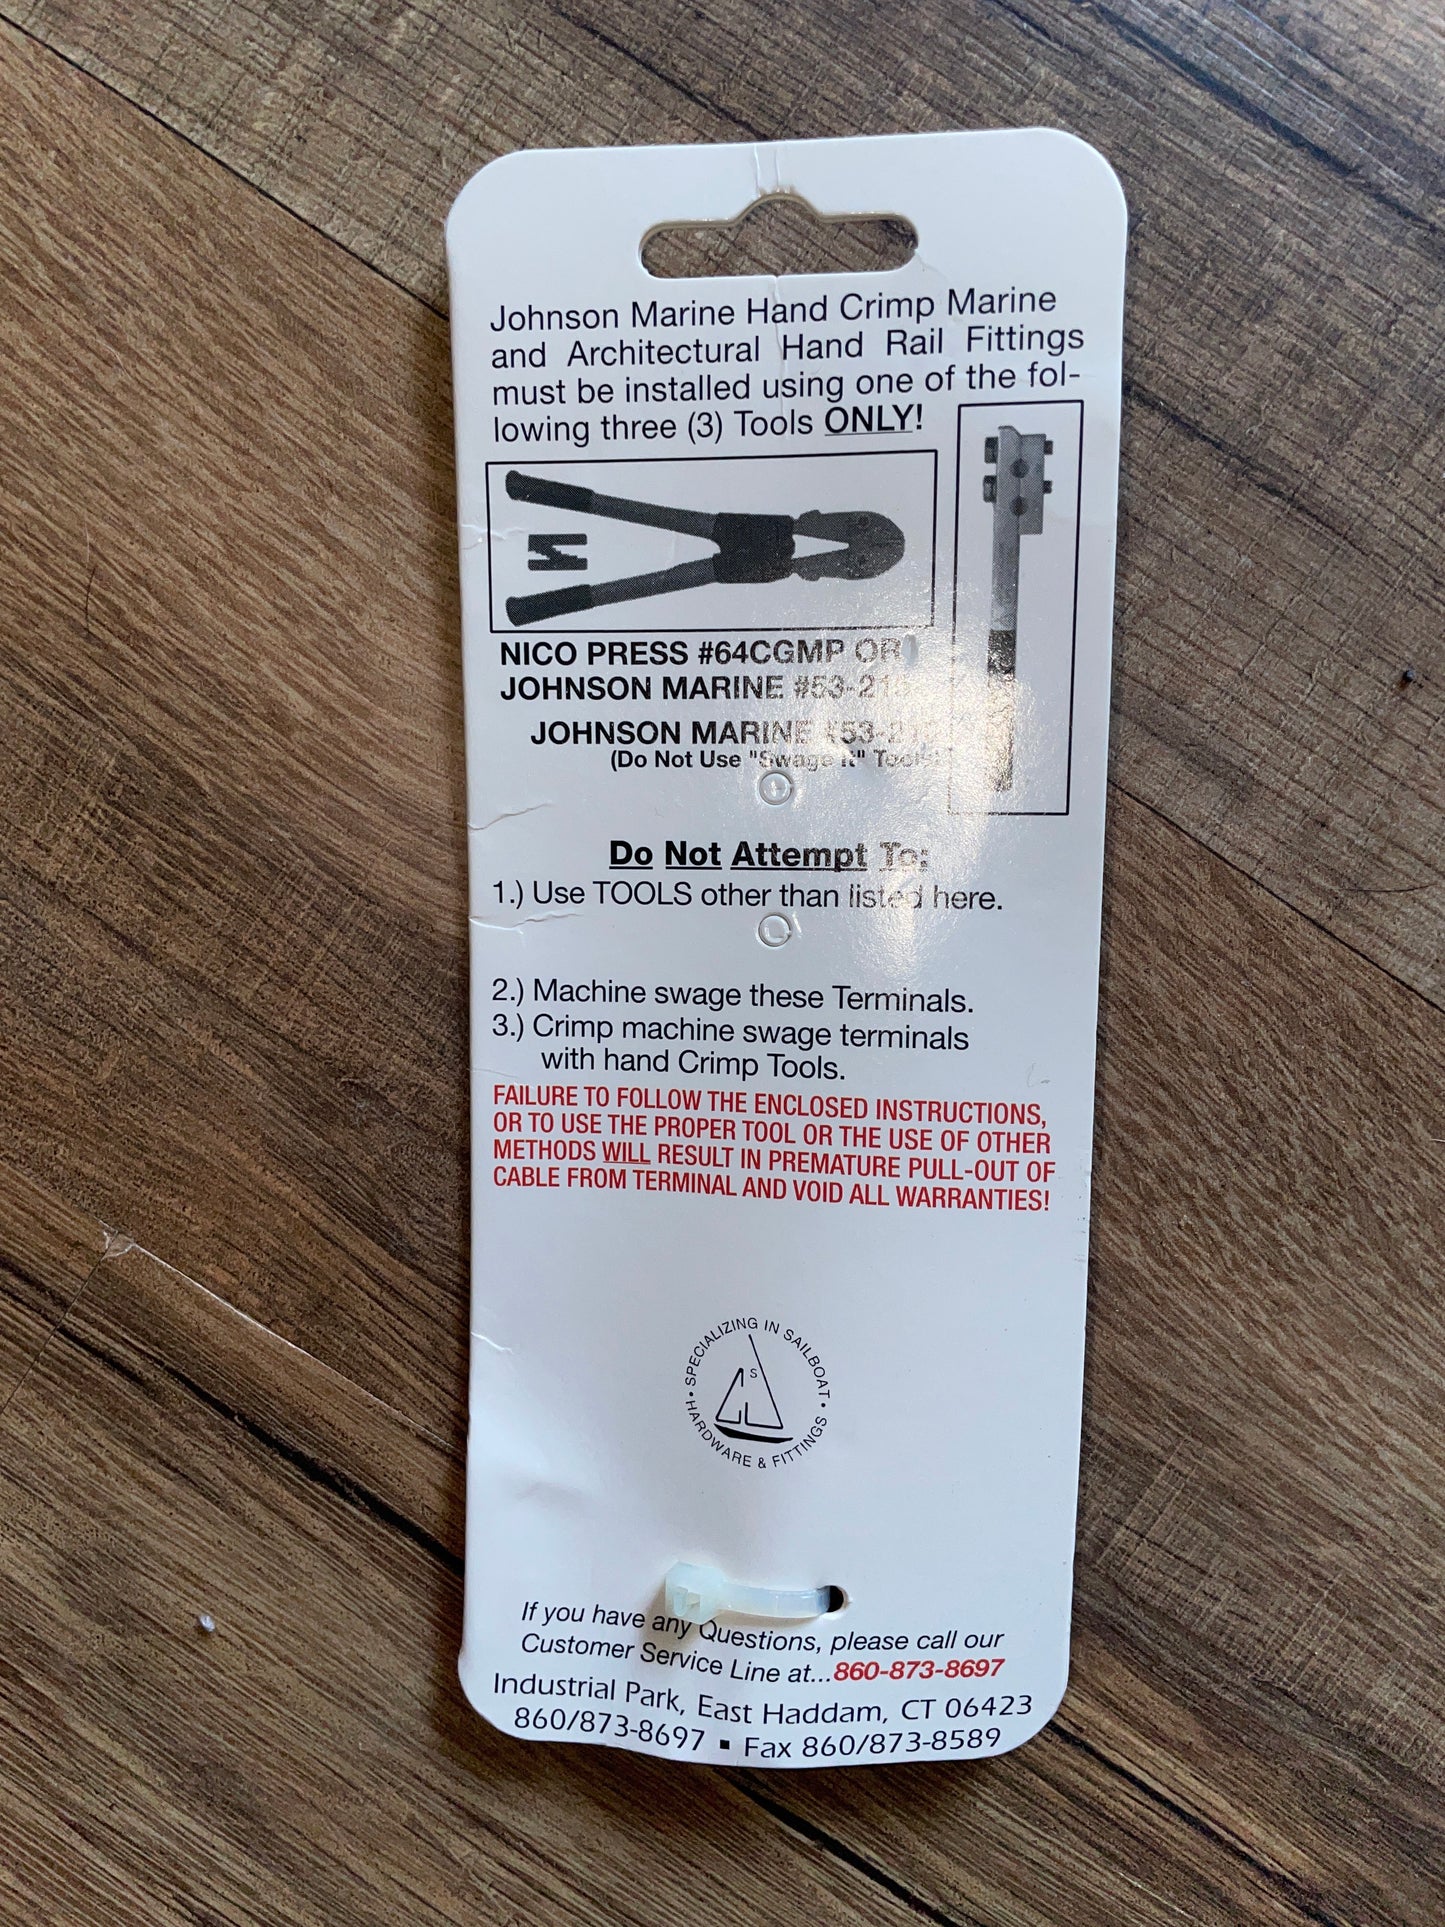 Johnson Marine Hand Crimp Marine
and Architectural Hand Rail Fittings
must be installed using one of the fol-
lowing three (3) Tools ONLY!
NICO PRESS #64CGMP OR
JOHNSON MARINE
JOHNSON MARINE
(Do Not Use "Swage It" Tools)
Do Not Attempt To:
1.) Use TOOLS other than listed here.
2.) Machine swage these Terminals.
3.) Crimp machine swage terminals
with hand Crimp Tools.
FAILURE TO FOLLOW THE ENCLOSED INSTRUCTIONS,
OR TO USE THE PROPER TOOL OR THE USE OF OTHER
METHODS WILL RESULT IN PREMATURE PULL-OUT OF
CABLE FROM TERMINAL AND VOID ALL WARRANTIES!
• SPECIALIZING IN SAILBOAT •
HARDWARE & FITTINGS
S
If you have any Questions, please call our
Customer Service Line at...860-873-8697
Industrial Park, East Haddam, CT 06423
860/873-8697 ▪ Fax 860/873-8589